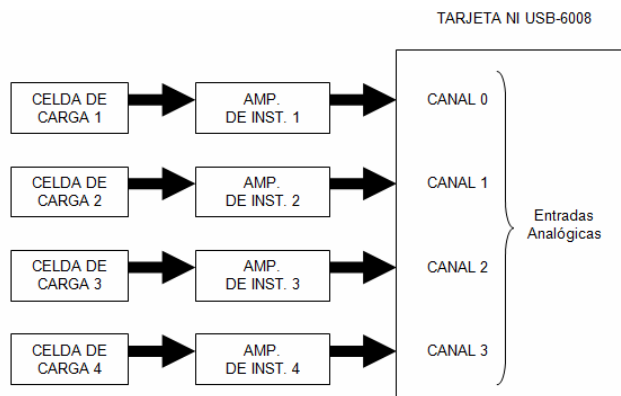 TARJETA NI USB-6008
CELDA DE
CARGA 1
AMP.
DE INST. 1
CANAL 0
CELDA DE
CARGA 2
AMP.
DE INST. 2
CANAL 1
Entradas
Analógicas
CELDA DE
CARGA 3
AMP.
DE INST. 3
CANAL 2
CELDA DE
CARGA 4
AMP.
DE INST. 4
CANAL 3